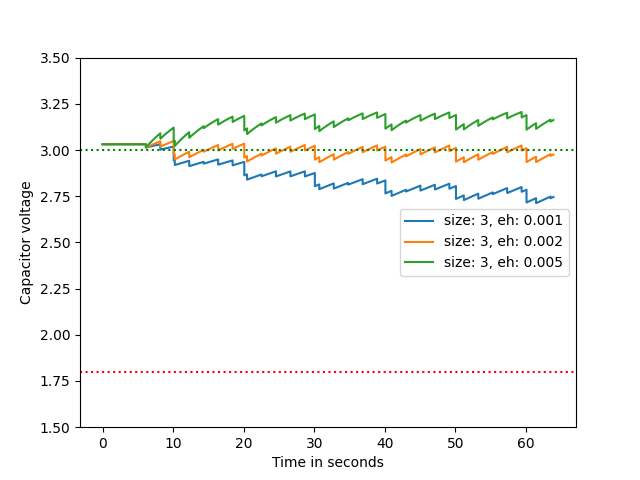 3.50
3.25
3.00
2.75
2.50
2.25
2.00
1.75
1.50
Capacitor voltage
size: 3, eh: 0.001
size: 3, eh: 0.002
size: 3, eh: 0.005
0 10 20 30 40 50 60
Time in seconds